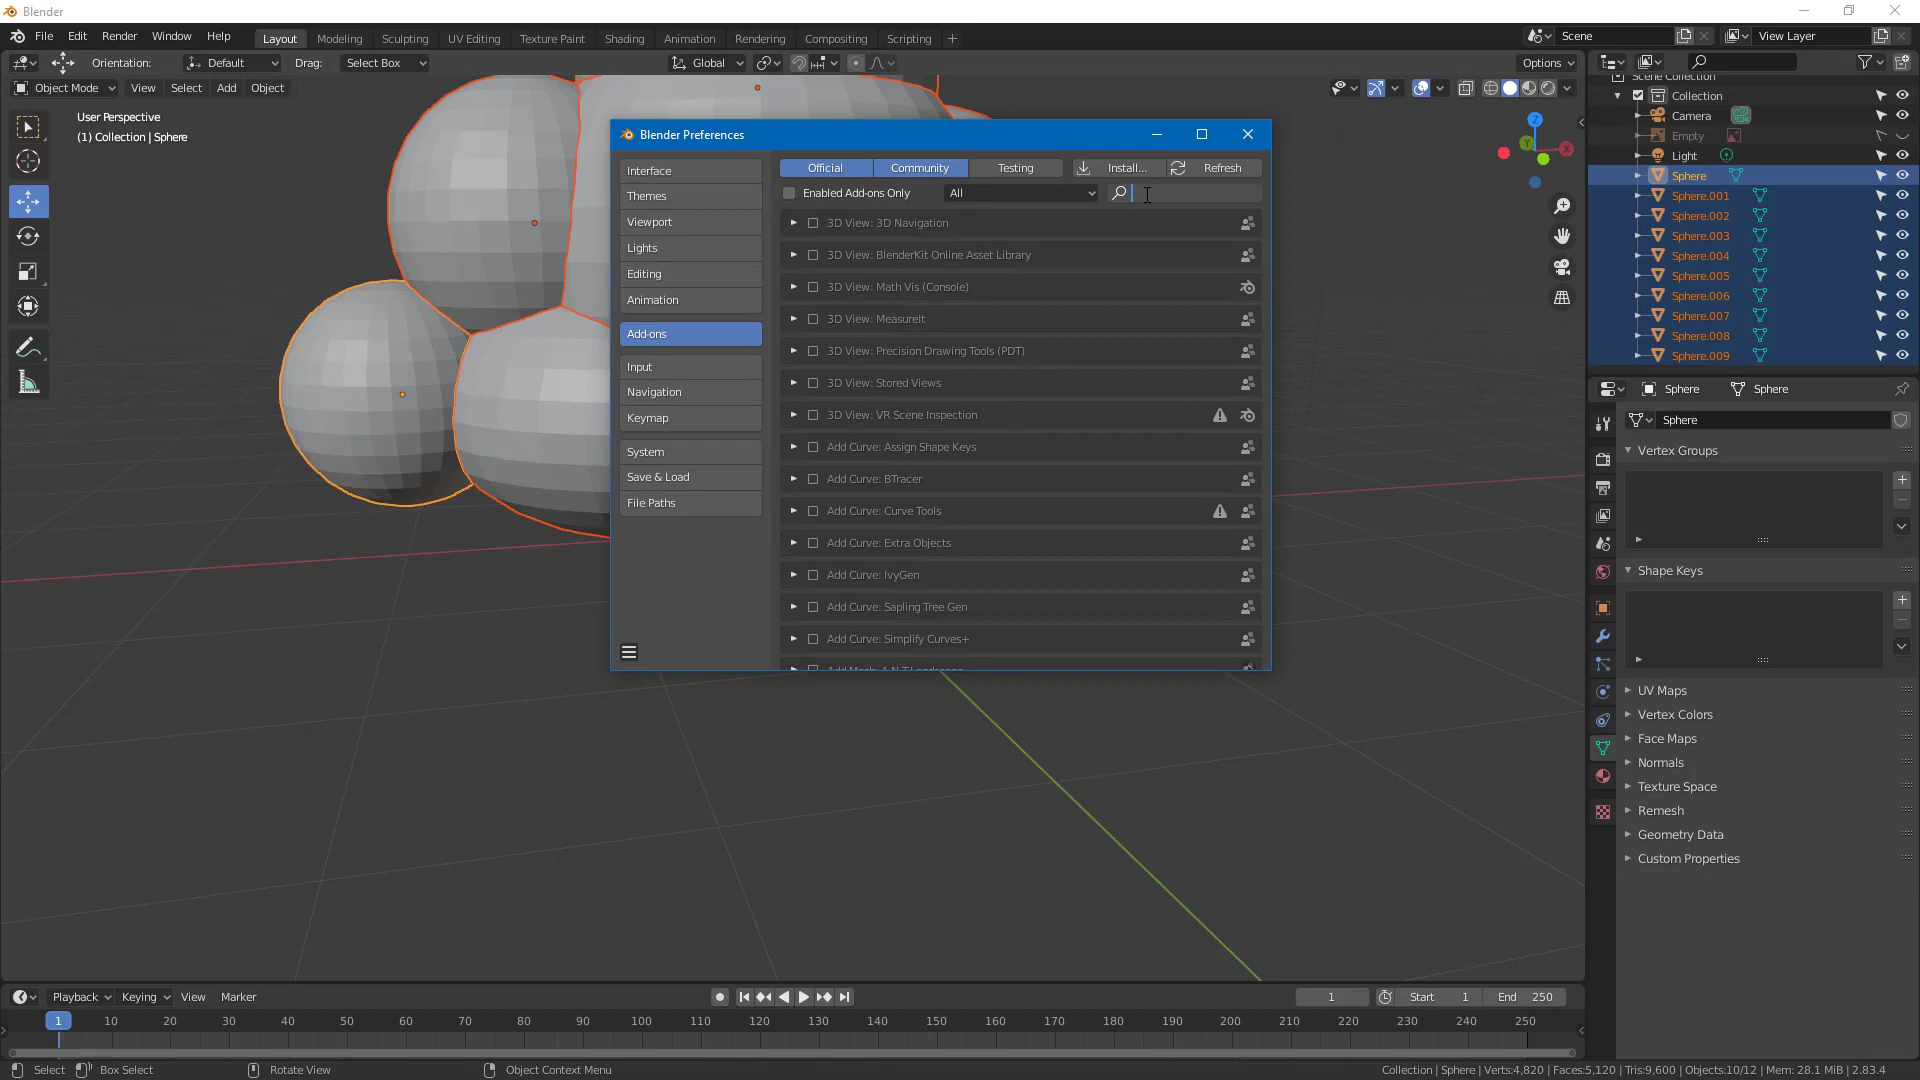 Blender
File Edit Render Window Help Layout Modeling Sculpting UV Editing Texture Paint Shading Animation Rendering Compositing Scripting + Scene View Layer
Orientation: Default Drag: Select Box Global Options
Object Mode View Select Add Object
User Perspective
(1) Collection | Sphere
Blender Preferences
Interface
Themes
Viewport
Lights
Editing
Animation
Add-ons
Input
Navigation
Keymap
System
Save & Load
File Paths
Official Community Testing Install... Refresh
Enabled Add-ons Only All
3D View: 3D Navigation
3D View: BlenderKit Online Asset Library
3D View: Math Vis (Console)
3D View: MeasureIt
3D View: Precision Drawing Tools (PDT)
3D View: Stored Views
3D View: VR Scene Inspection
Add Curve: Assign Shape Keys
Add Curve: BTracer
Add Curve: Curve Tools
Add Curve: Extra Objects
Add Curve: IvyGen
Add Curve: Sapling Tree Gen
Add Curve: Simplify Curves+
Add Mesh: A.N.T.Landscape
Z
Y
X
Scene Collection
Collection
Camera
Empty
Light
Sphere
Sphere.001
Sphere.002
Sphere.003
Sphere.004
Sphere.005
Sphere.006
Sphere.007
Sphere.008
Sphere.009
Sphere Sphere
Sphere
Vertex Groups
Shape Keys
UV Maps
Vertex Colors
Face Maps
Normals
Texture Space
Remesh
Geometry Data
Custom Properties
Playback Keying View Marker 1 Start 1 End 250
1 10 20 30 40 50 60 70 80 90 100 110 120 130 140 150 160 170 180 190 200 210 220 230 240 250
Select Box Select Rotate View Object Context Menu Collection | Sphere | Verts:4,820 | Faces:5,120 | Tris:9,600 | Objects:10/12 | Mem: 28.1 MiB | 2.83.4